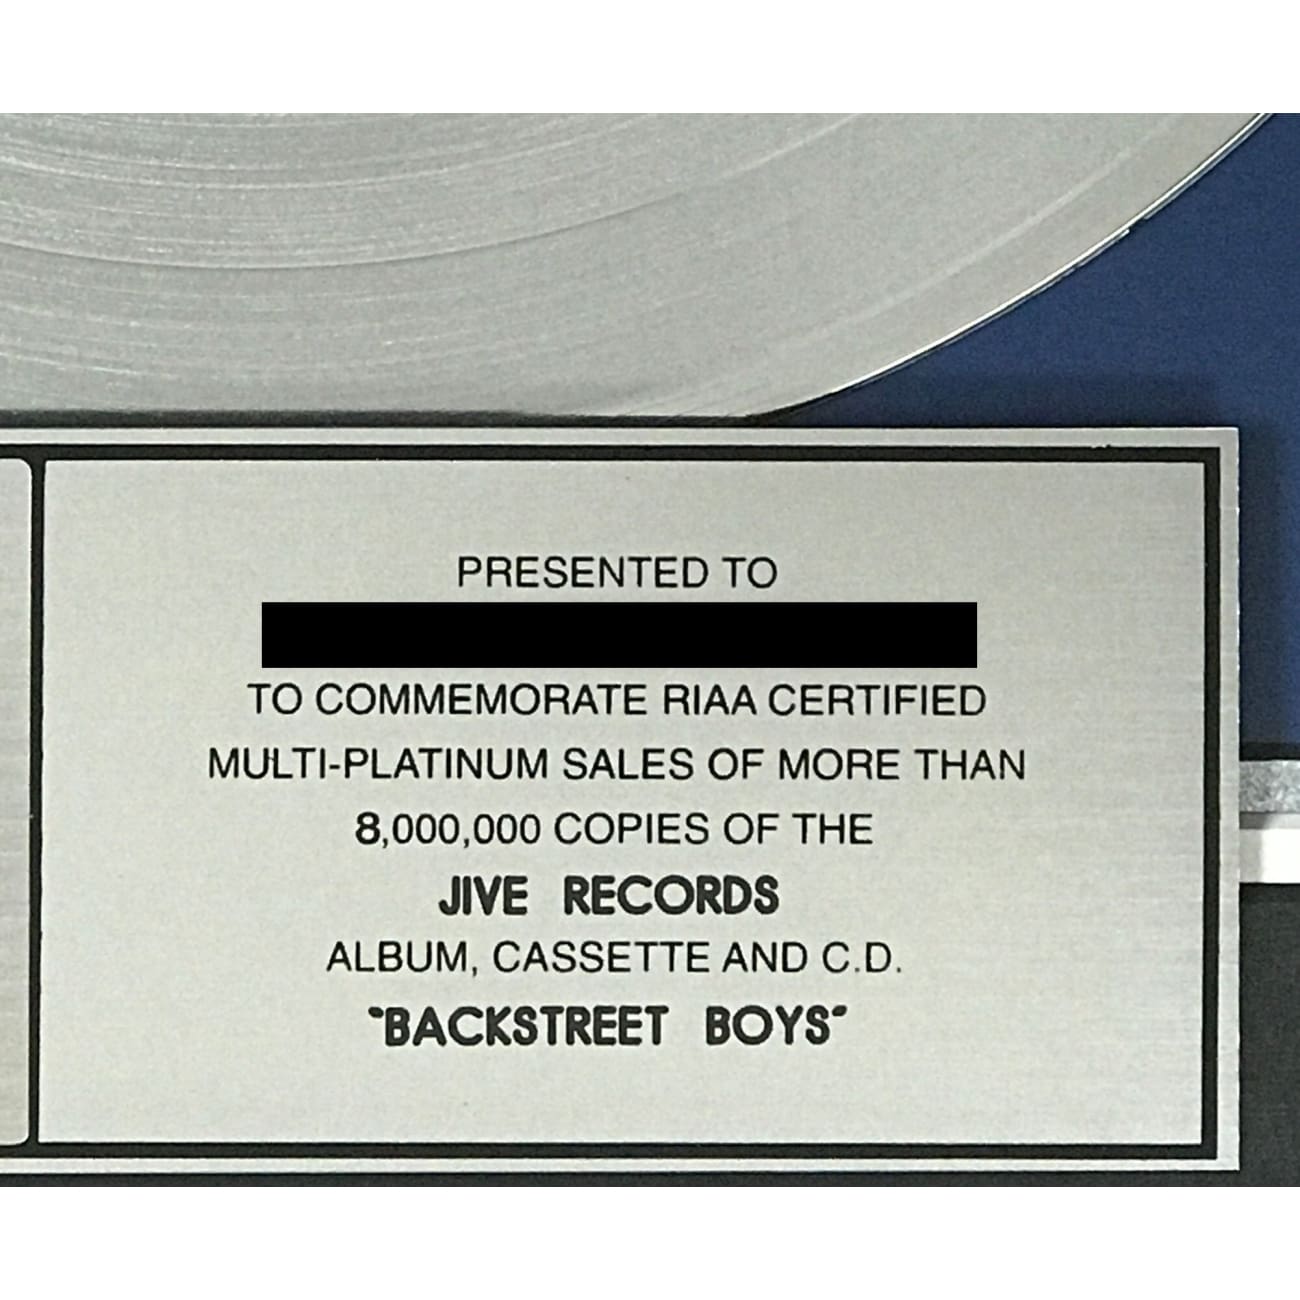 PRESENTED TO
TO COMMEMORATE RIAA CERTIFIED
MULTI-PLATINUM SALES OF MORE THAN
8,000,000 COPIES OF THE
JIVE RECORDS
ALBUM, CASSETTE AND C.D.
"BACKSTREET BOYS"